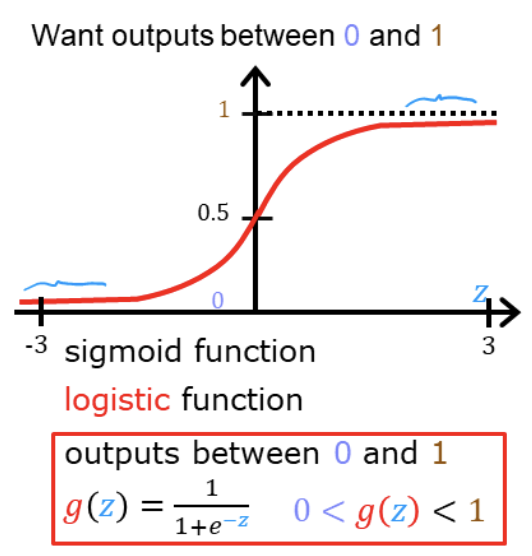 Want outputs between 0 and 1
1
0.5
0
z
-3
3
sigmoid function
logistic function
outputs between 0 and 1
g(z) = 1/(1+e^{-z})    0 < g(z) < 1